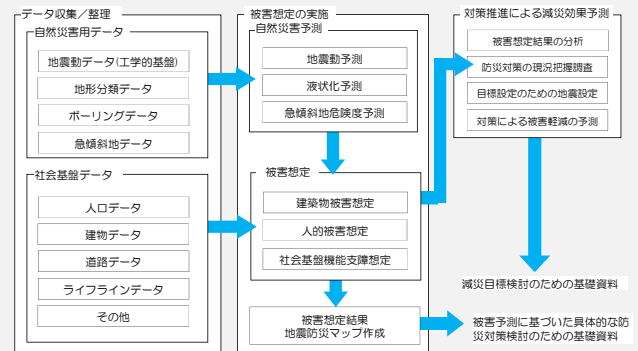 データ収集／整理
自然災害用データ
地震動データ(工学的基盤)
地形分類データ
ボーリングデータ
急傾斜地データ
社会基盤データ
人口データ
建物データ
道路データ
ライフラインデータ
その他
被害想定の実施
自然災害予測
地震動予測
液状化予測
急傾斜地危険度予測
被害想定
建築物被害想定
人的被害想定
社会基盤機能支障想定
被害想定結果
地震防災マップ作成
対策推進による減災効果予測
被害想定結果の分析
防災対策の現況把握調査
目標設定のための地震設定
対策による被害軽減の予測
減災目標検討のための基礎資料
被害予測に基づいた具体的な防
災対策検討のための基礎資料